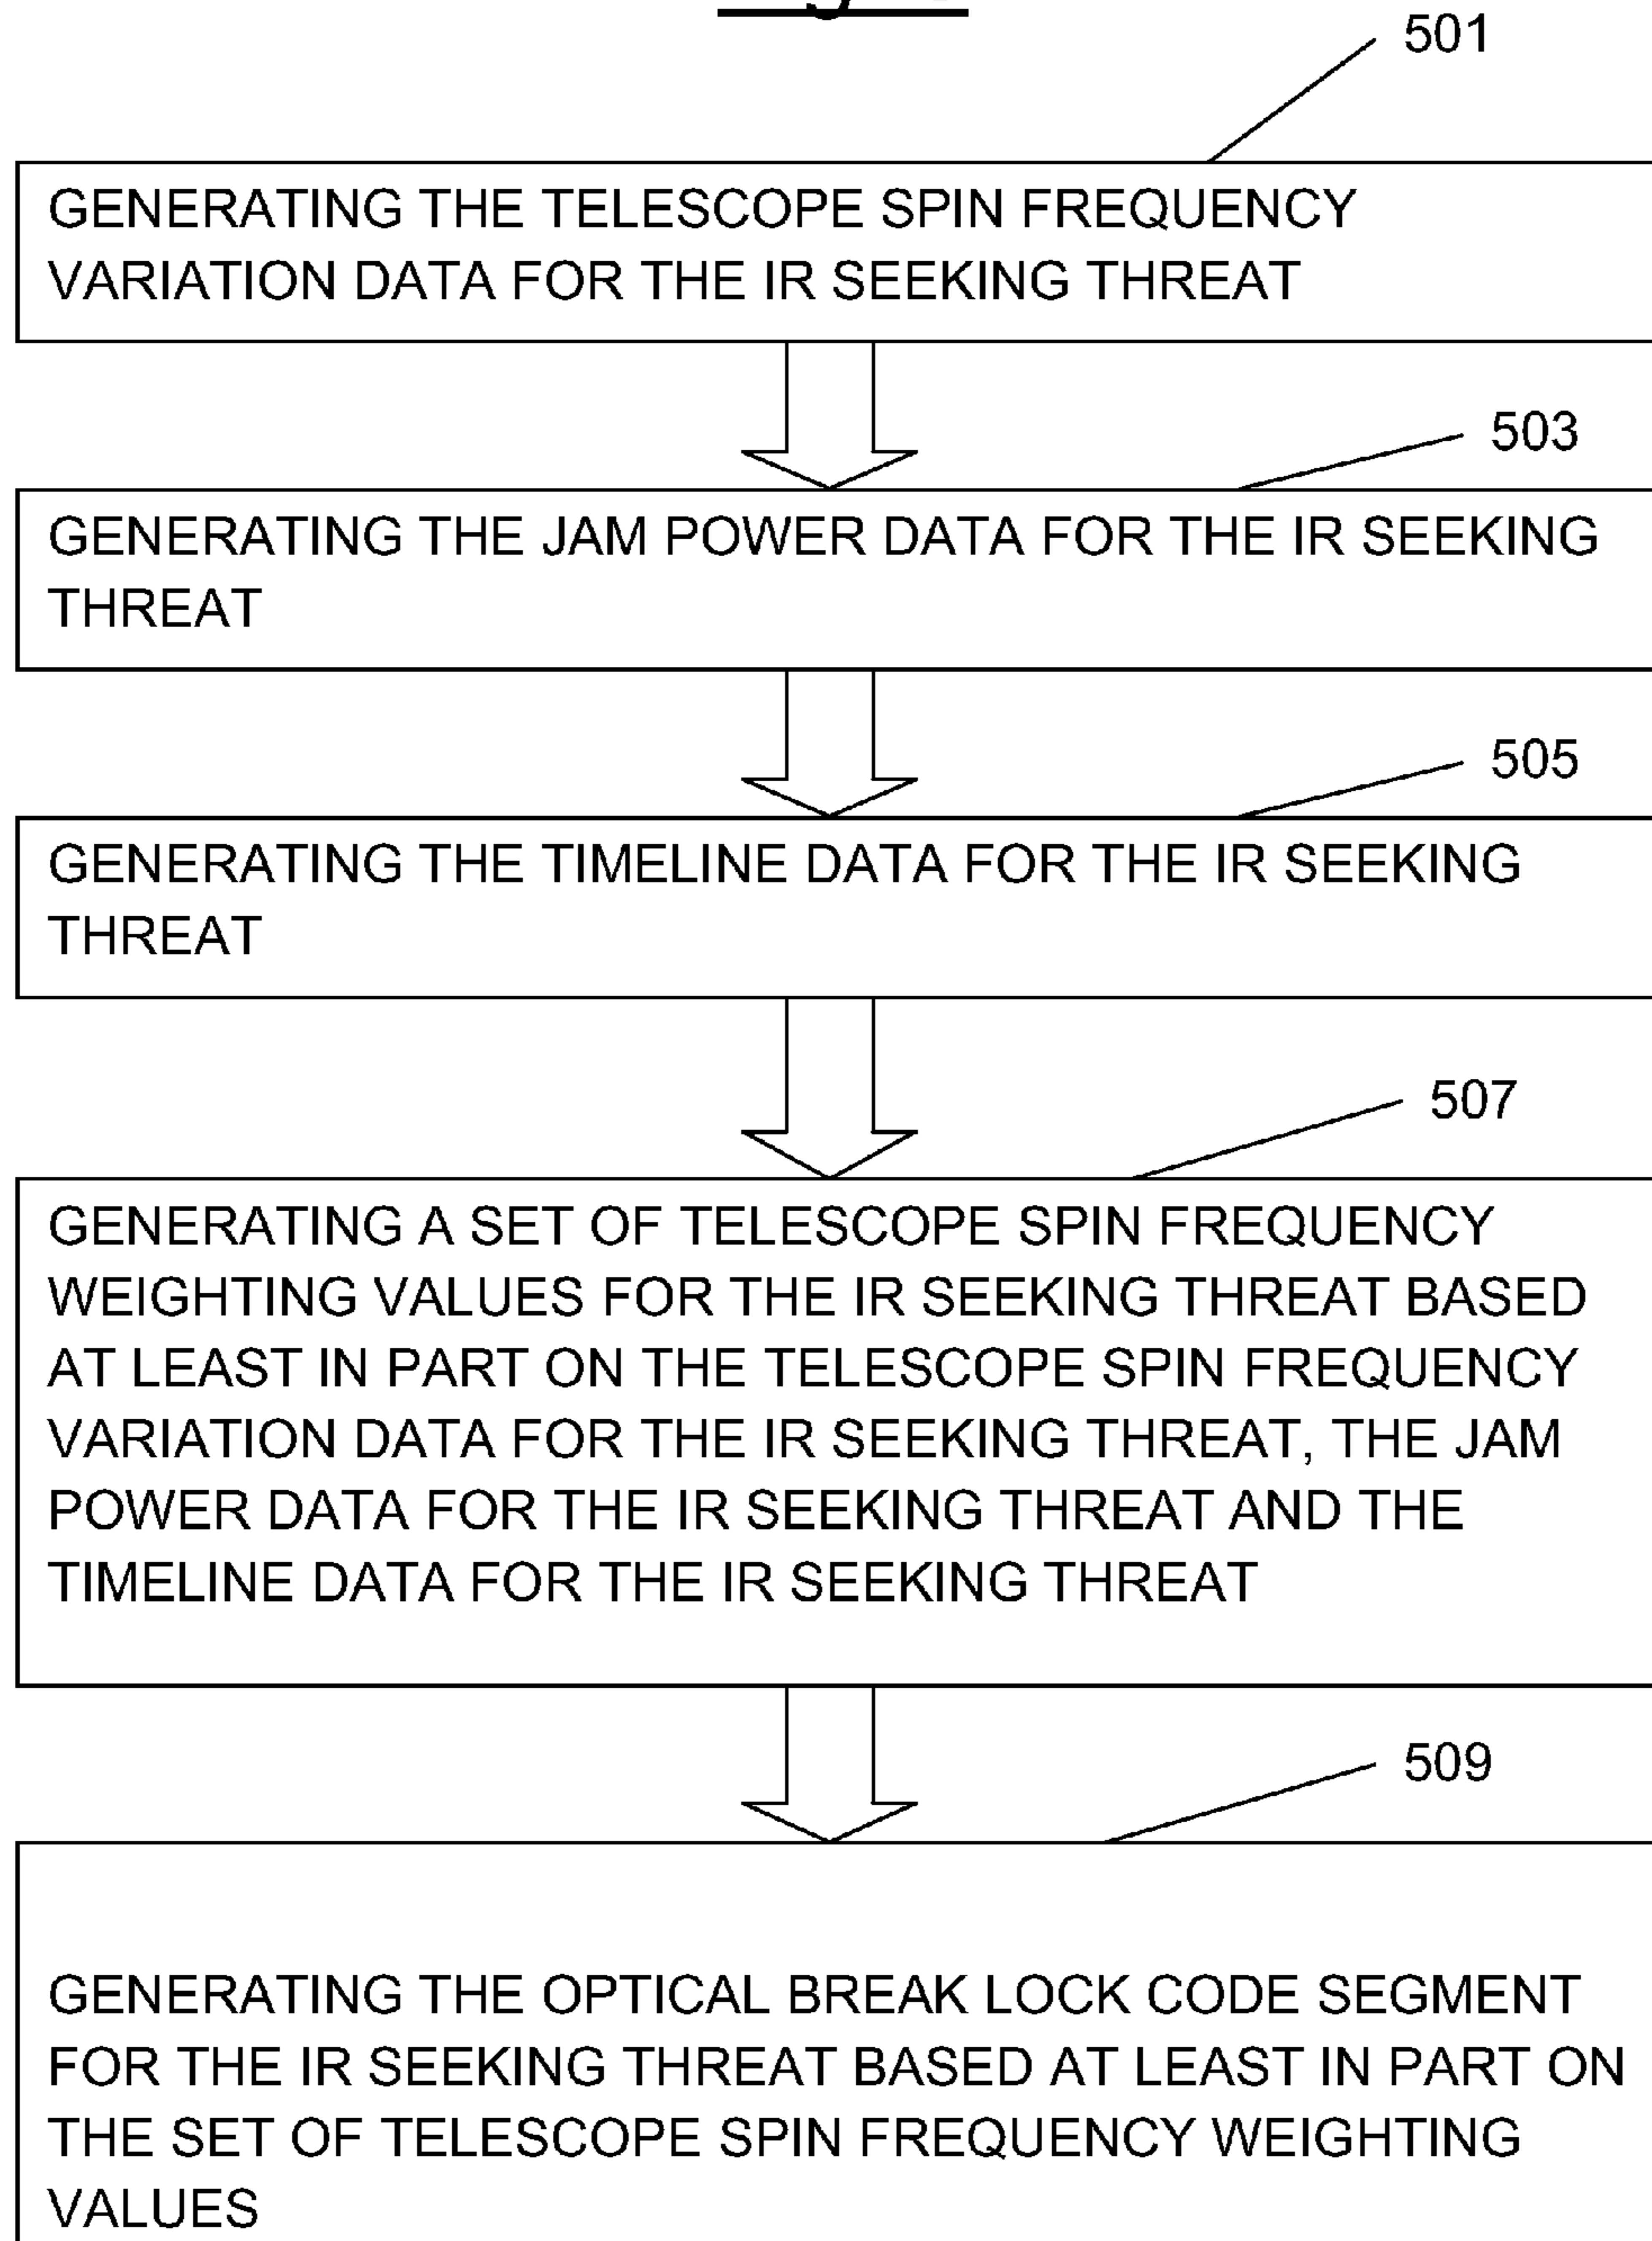 501
GENERATING THE TELESCOPE SPIN FREQUENCY
VARIATION DATA FOR THE IR SEEKING THREAT
503
GENERATING THE JAM POWER DATA FOR THE IR SEEKING
THREAT
505
GENERATING THE TIMELINE DATA FOR THE IR SEEKING
THREAT
507
GENERATING A SET OF TELESCOPE SPIN FREQUENCY
WEIGHTING VALUES FOR THE IR SEEKING THREAT BASED
AT LEAST IN PART ON THE TELESCOPE SPIN FREQUENCY
VARIATION DATA FOR THE IR SEEKING THREAT, THE JAM
POWER DATA FOR THE IR SEEKING THREAT AND THE
TIMELINE DATA FOR THE IR SEEKING THREAT
509
GENERATING THE OPTICAL BREAK LOCK CODE SEGMENT
FOR THE IR SEEKING THREAT BASED AT LEAST IN PART ON
THE SET OF TELESCOPE SPIN FREQUENCY WEIGHTING
VALUES